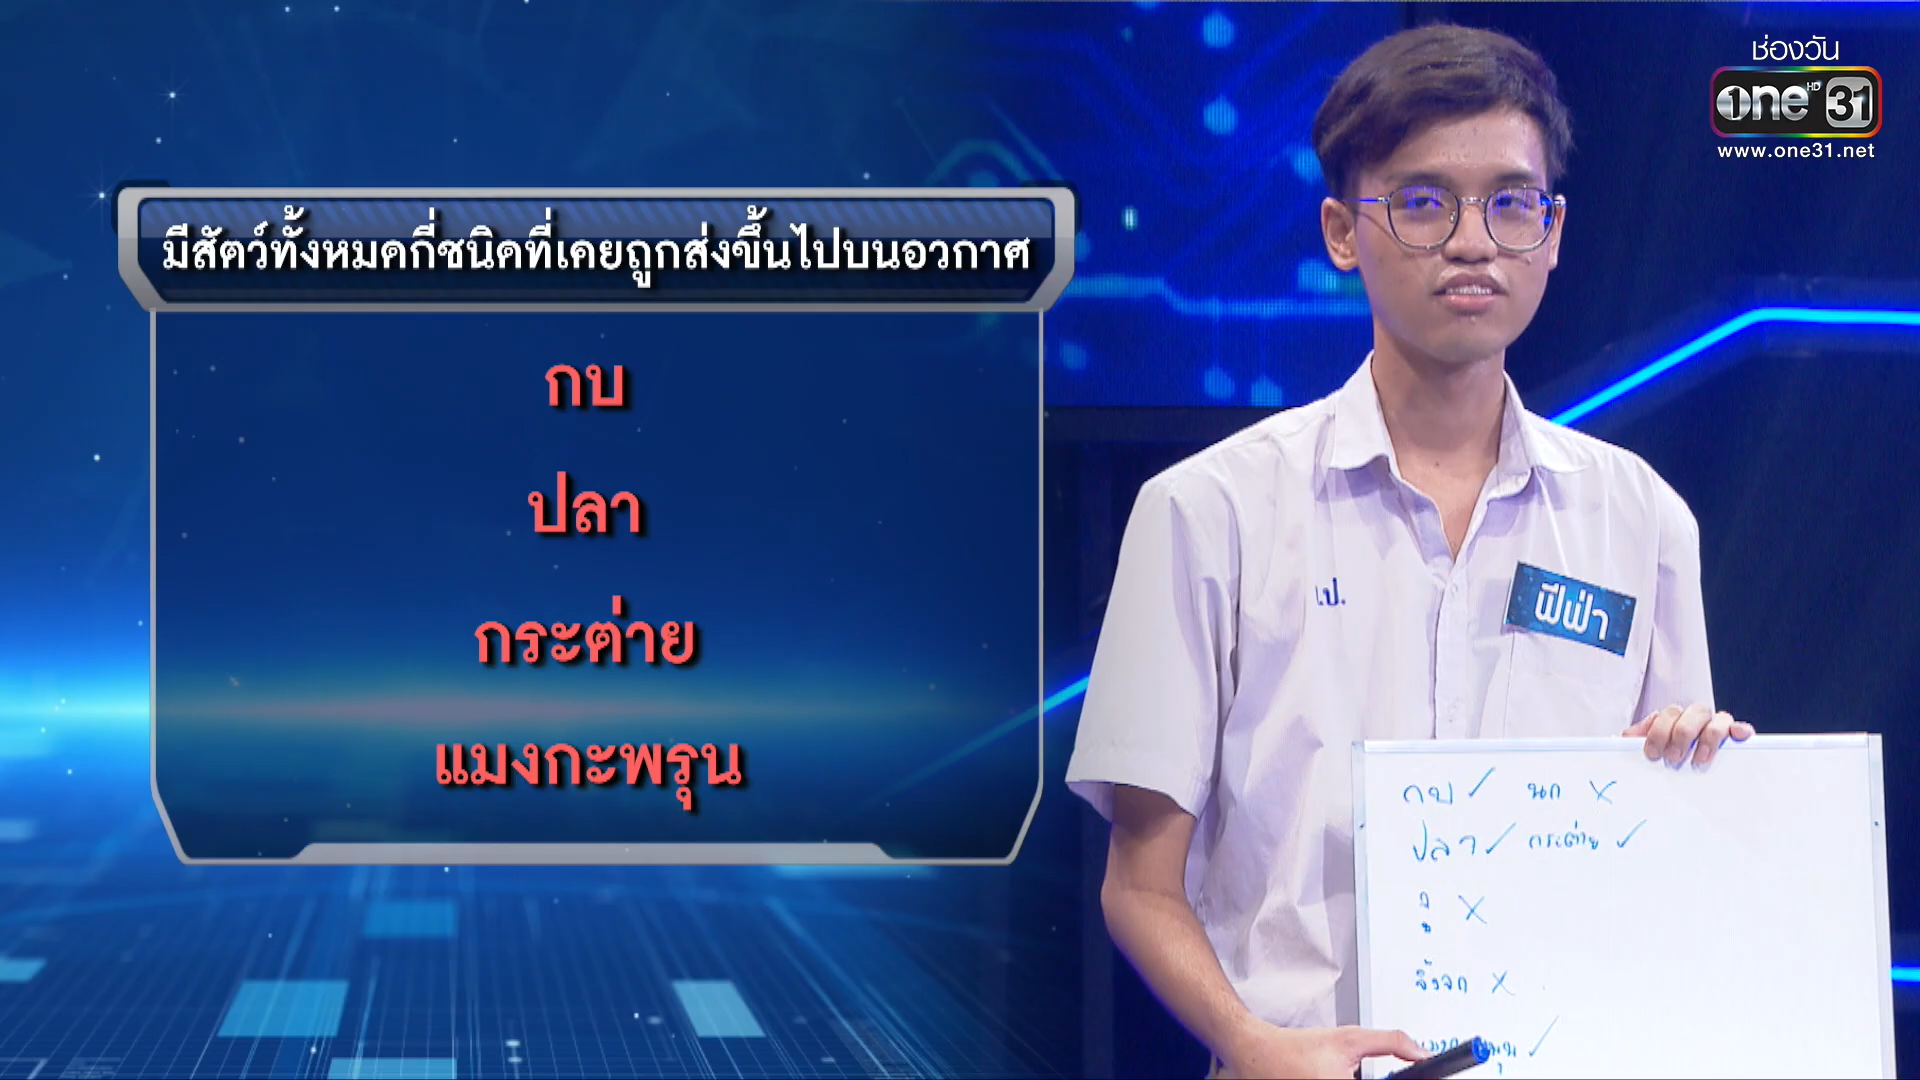 ช่องวัน
one HD 31
www.one31.net
มีสัตว์ทั้งหมดกี่ชนิดที่เคยถูกส่งขึ้นไปบนอวกาศ
กบ
ปลา
กระต่าย
แมงกะพรุน
เ.ป.
ฟีฟ่า
กบ ✓ นก ✗
ปลา ✓ กระต่าย ✓
งู ✗
จิ้งจก ✗